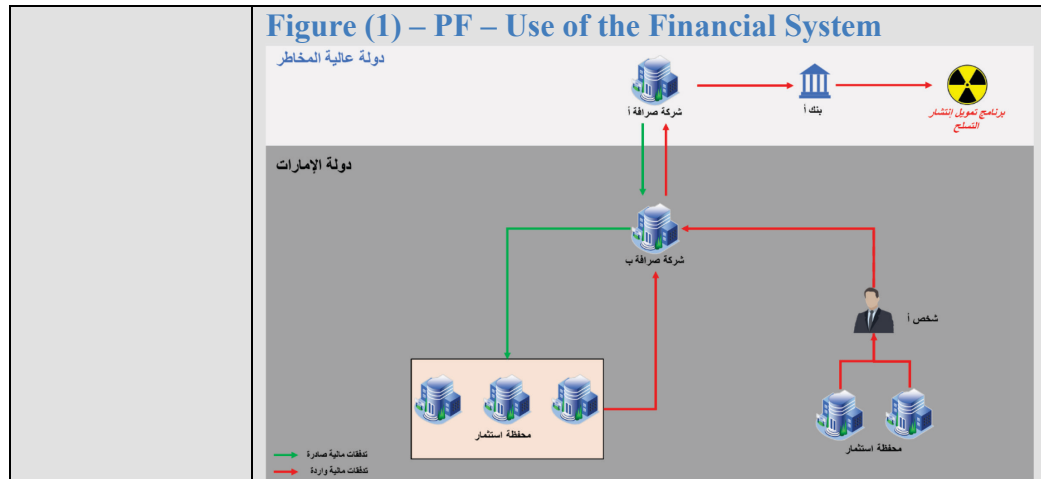 Figure (1) – PF – Use of the Financial System
دولة عالية المخاطر
شركة صرافة أ
بنك أ
برنامج تمويل إنتشار
التسلح
دولة الإمارات
شركة صرافة ب
شخص أ
محفظة استثمار
محفظة استثمار
تدفقات مالية صادرة
تدفقات مالية واردة